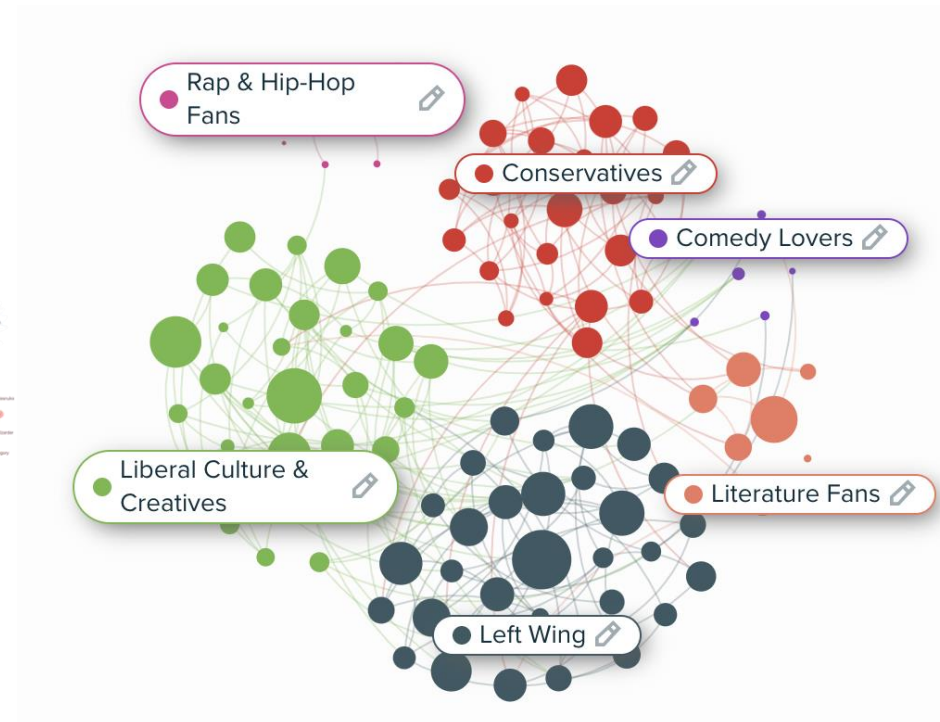 Rap & Hip-Hop
Fans
Conservatives
Comedy Lovers
Liberal Culture &
Creatives
Literature Fans
Left Wing